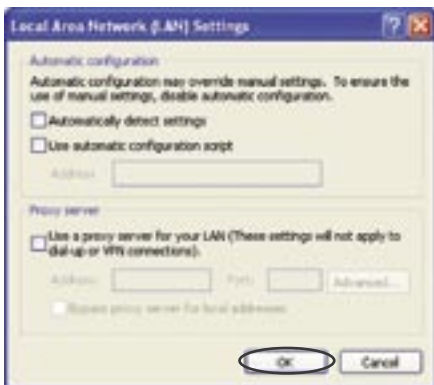 Local Area Network (LAN) Settings
Automatic configuration
Automatic configuration may override manual settings. To ensure the
use of manual settings, disable automatic configuration.
Automatically detect settings
Use automatic configuration script
Address
Proxy server
Use a proxy server for your LAN (These settings will not apply to
dial-up or VPN connections).
Address: Port: Advanced...
Bypass proxy server for local addresses
OK Cancel